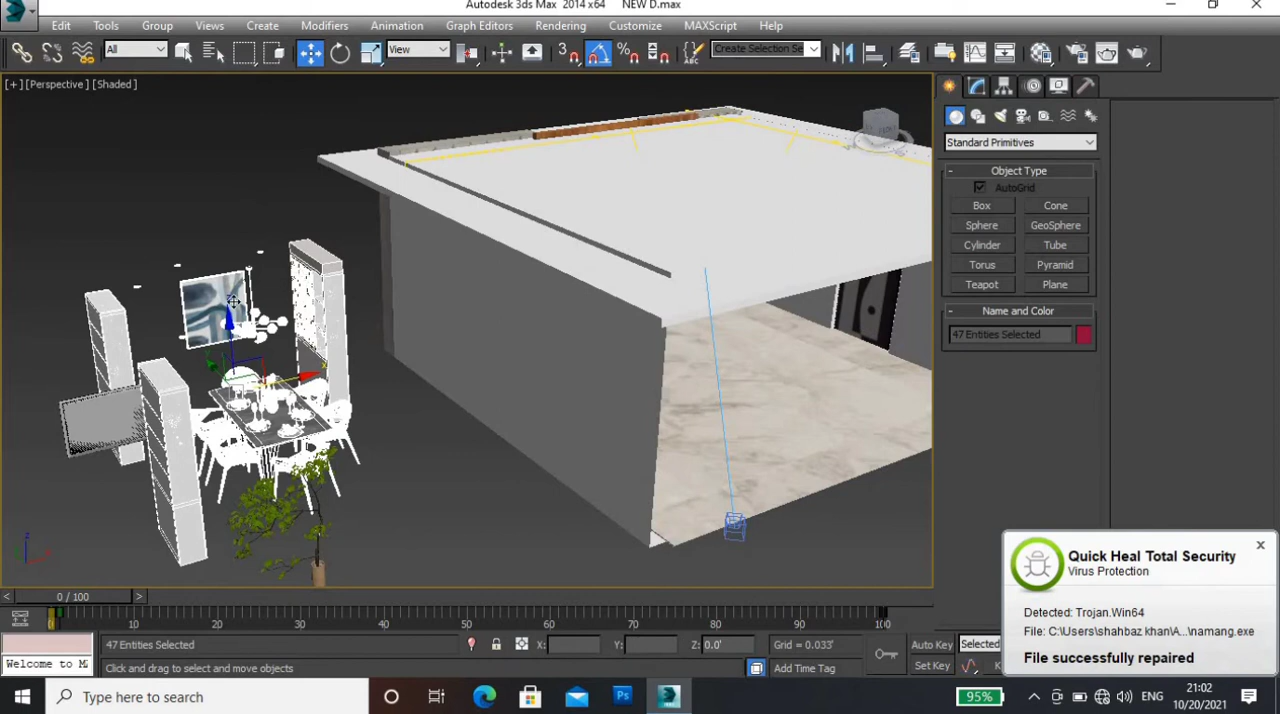 Autodesk 3ds Max 2014 x64 NEW D.max
Edit Tools Group Views Create Modifiers Animation Graph Editors Rendering Customize MAXScript Help
All View 3 Create Selection Se
[+] [Perspective] [Shaded]
Standard Primitives
- Object Type
AutoGrid
Box Cone
Sphere GeoSphere
Cylinder Tube
Torus Pyramid
Teapot Plane
- Name and Color
47 Entities Selected
Quick Heal Total Security
Virus Protection
Detected: Trojan.Win64
File: C:\Users\shahbaz khan\A...\namang.exe
File successfully repaired
< 0 / 100 >
0 10 20 30 40 50 60 70 80 90 100
47 Entities Selected X: Y: Z: 0.0' Grid = 0.033' Auto Key Selected
Welcome to M Click and drag to select and move objects Add Time Tag Set Key
Type here to search
95% ENG 21:02
10/20/2021